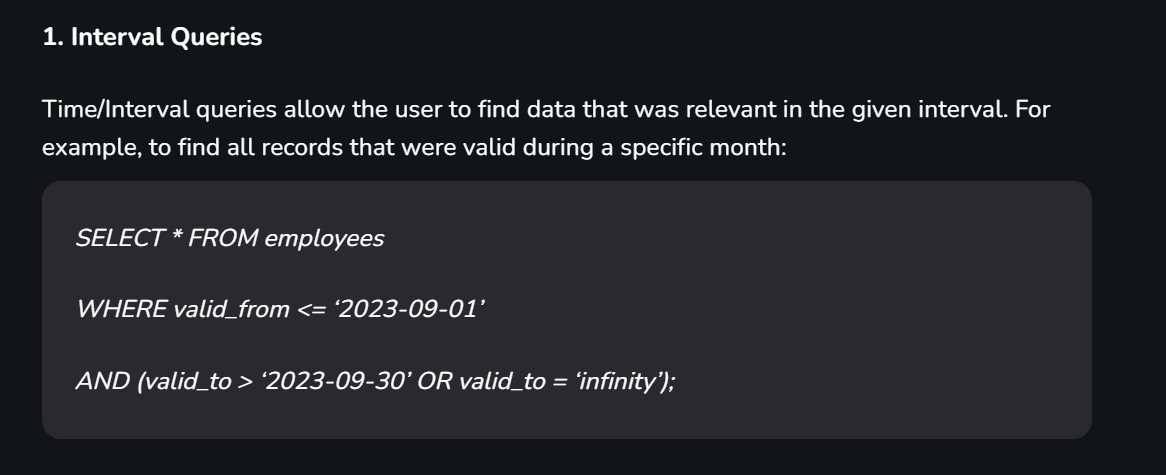 1. Interval Queries
Time/Interval queries allow the user to find data that was relevant in the given interval. For
example, to find all records that were valid during a specific month:
SELECT * FROM employees
WHERE valid_from <= ‘2023-09-01’
AND (valid_to > ‘2023-09-30’ OR valid_to = ‘infinity’);